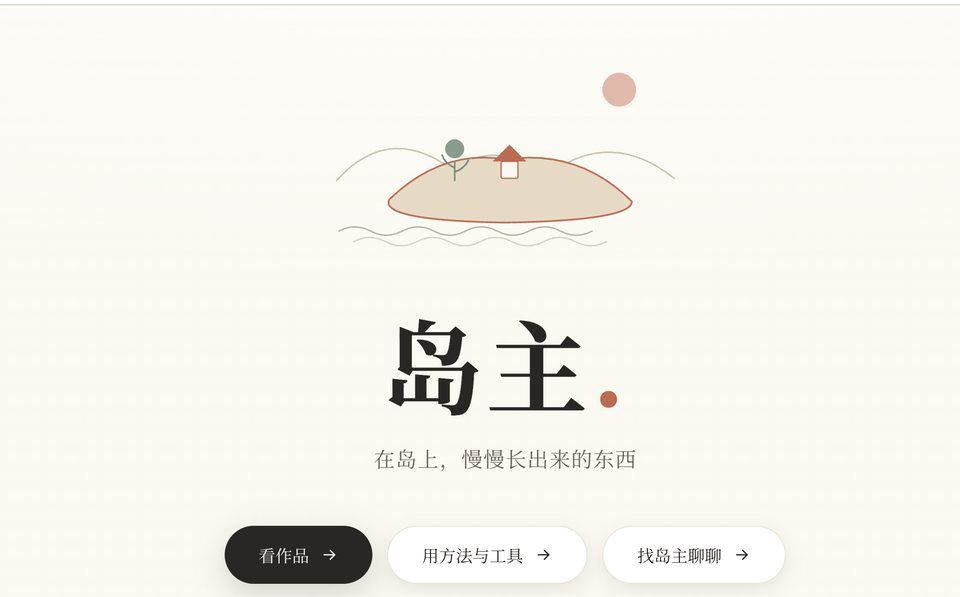 岛主.
在岛上，慢慢长出来的东西
看作品 →
用方法与工具 →
找岛主聊聊 →